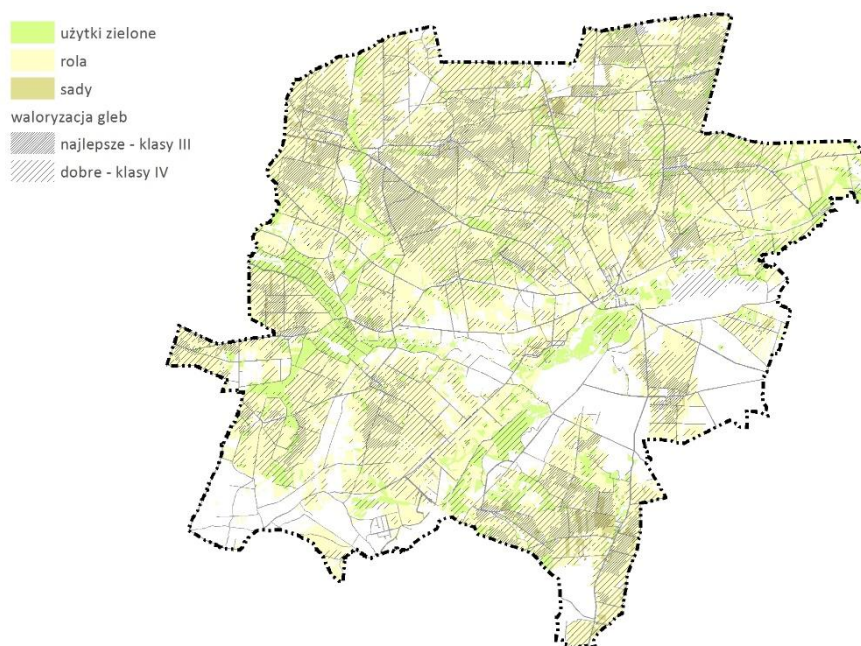 użytki zielone
rola
sady
waloryzacja gleb
najlepsze - klasy III
dobre - klasy IV